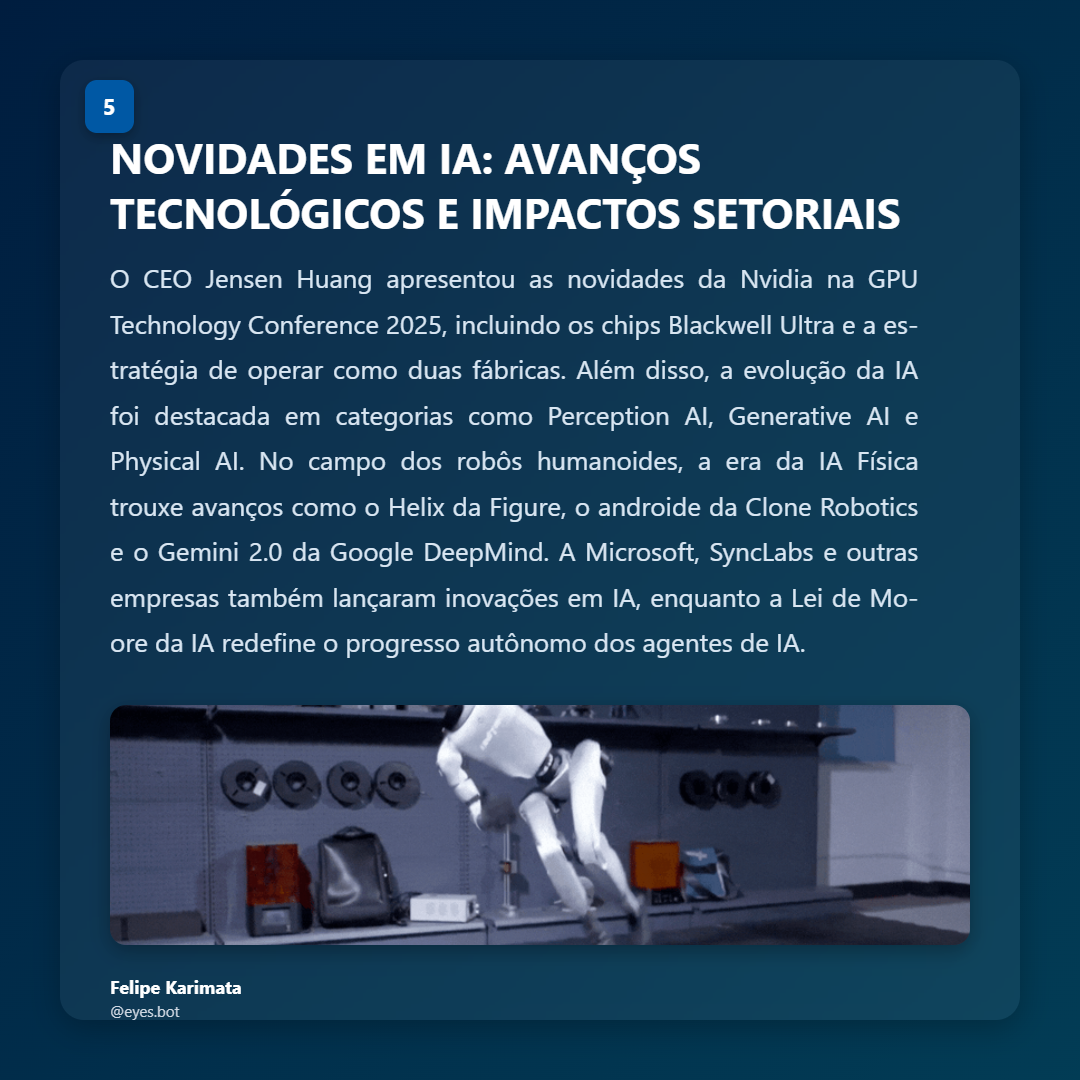 5
NOVIDADES EM IA: AVANÇOS
TECNOLÓGICOS E IMPACTOS SETORIAIS
O CEO Jensen Huang apresentou as novidades da Nvidia na GPU
Technology Conference 2025, incluindo os chips Blackwell Ultra e a es-
tratégia de operar como duas fábricas. Além disso, a evolução da IA
foi destacada em categorias como Perception AI, Generative AI e
Physical AI. No campo dos robôs humanoides, a era da IA Física
trouxe avanços como o Helix da Figure, o androide da Clone Robotics
e o Gemini 2.0 da Google DeepMind. A Microsoft, SyncLabs e outras
empresas também lançaram inovações em IA, enquanto a Lei de Mo-
ore da IA redefine o progresso autônomo dos agentes de IA.
Felipe Karimata
@eyes.bot